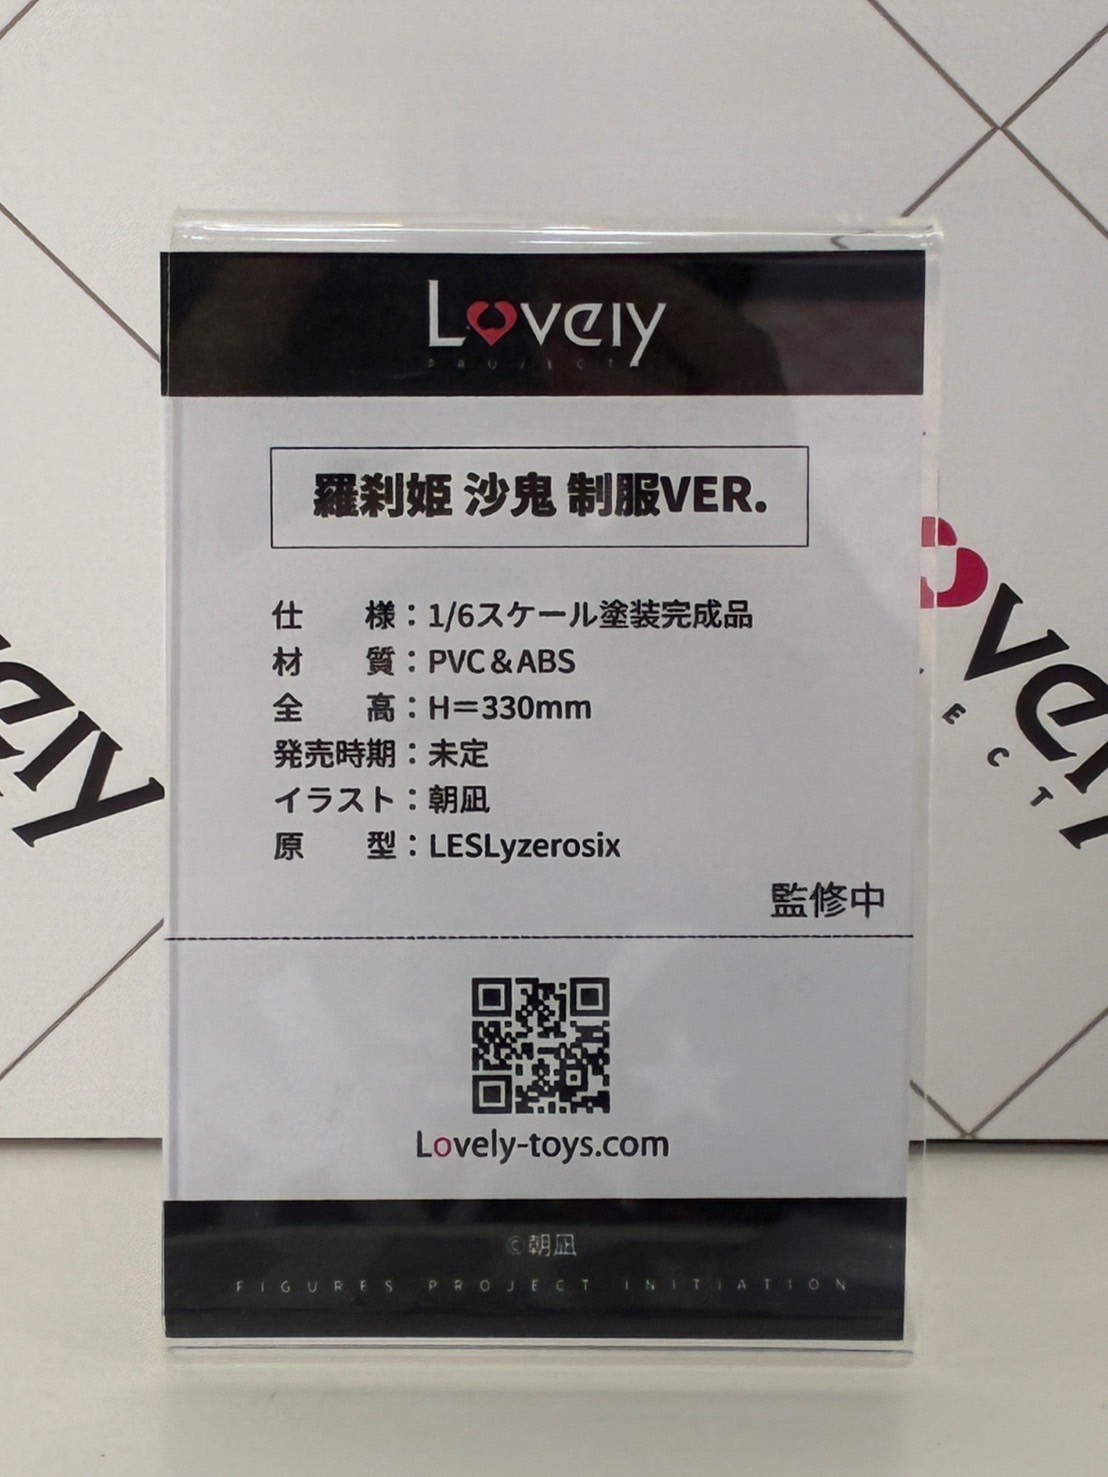 Lovely
PROJECT
羅刹姫 沙鬼 制服VER.
仕　　様：1/6スケール塗装完成品
材　　質：PVC＆ABS
全　　高：H＝330mm
発売時期：未定
イラスト：朝凪
原　　型：LESLyzerosix
監修中
Lovely-toys.com
©朝凪
FIGURES PROJECT INITIATION